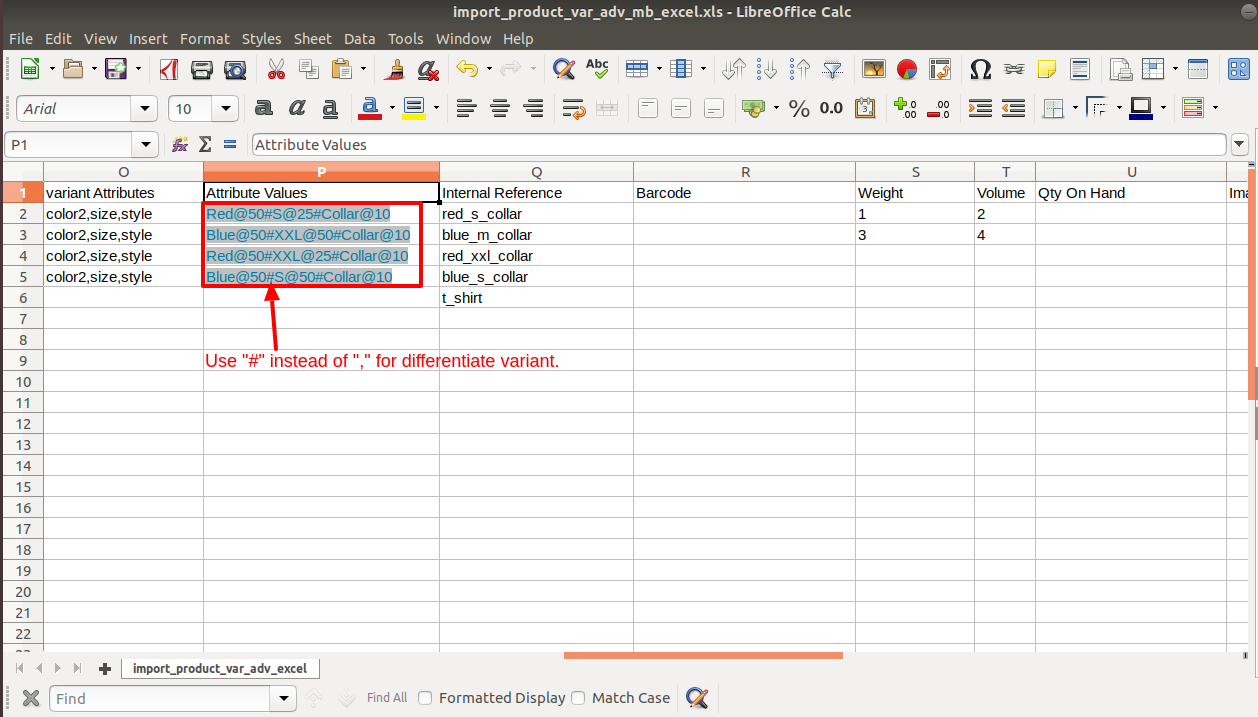 import_product_var_adv_mb_excel.xls - LibreOffice Calc
File Edit View Insert Format Styles Sheet Data Tools Window Help
Abc
Arial 10 a a a a % 0.0
P1 Attribute Values
O P Q R S T U
1 variant Attributes Attribute Values Internal Reference Barcode Weight Volume Qty On Hand Ima
2 color2,size,style Red@50#S@25#Collar@10 red_s_collar 1 2
3 color2,size,style Blue@50#XXL@50#Collar@10 blue_m_collar 3 4
4 color2,size,style Red@50#XXL@25#Collar@10 red_xxl_collar
5 color2,size,style Blue@50#S@50#Collar@10 blue_s_collar
6 t_shirt
7
8
9 Use "#" instead of "," for differentiate variant.
10
11
12
13
14
15
16
17
18
19
20
21
22
import_product_var_adv_excel
Find Find All Formatted Display Match Case